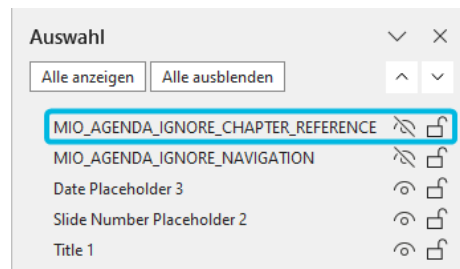 Auswahl
Alle anzeigen Alle ausblenden
MIO_AGENDA_IGNORE_CHAPTER_REFERENCE
MIO_AGENDA_IGNORE_NAVIGATION
Date Placeholder 3
Slide Number Placeholder 2
Title 1